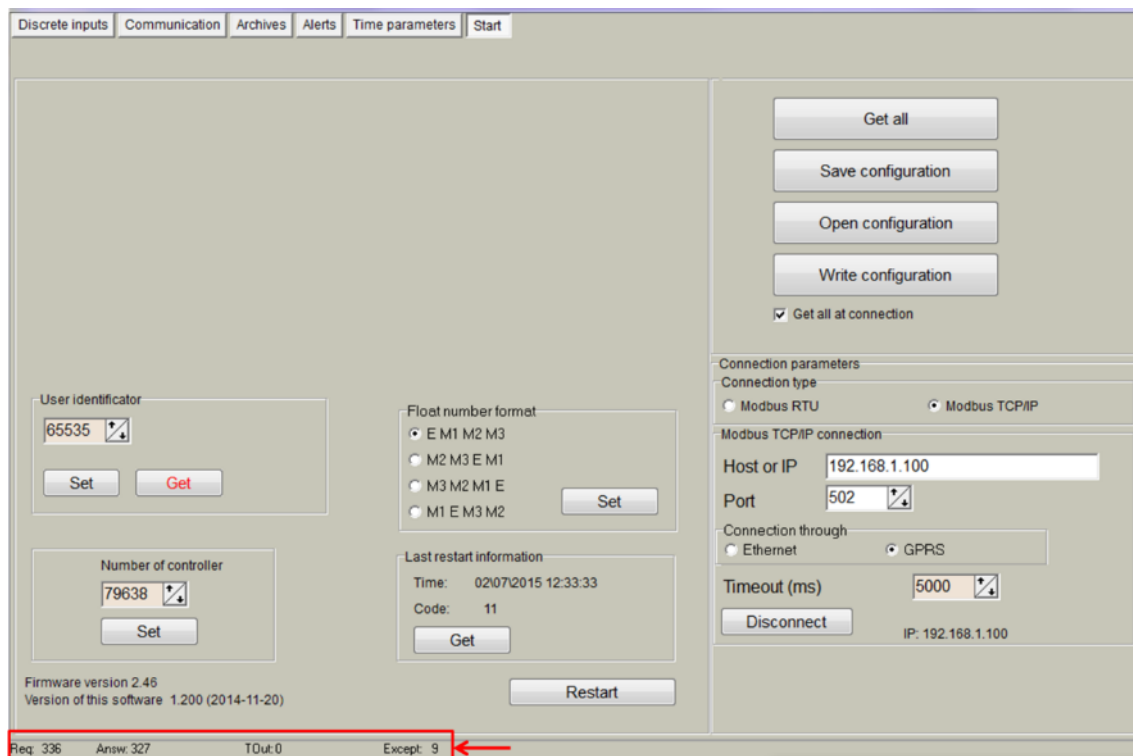 Discrete inputs Communication Archives Alerts Time parameters Start
Get all
Save configuration
Open configuration
Write configuration
Get all at connection
Connection parameters
Connection type
Modbus RTU Modbus TCP/IP
Modbus TCP/IP connection
Host or IP 192.168.1.100
Port 502
Connection through
Ethernet GPRS
Timeout (ms) 5000
Disconnect IP: 192.168.1.100
User identificator
65535
Set Get
Float number format
E M1 M2 M3
M2 M3 E M1
M3 M2 M1 E
M1 E M3 M2
Set
Number of controller
79638
Set
Last restart information
Time: 02\07\2015 12:33:33
Code: 11
Get
Firmware version 2.46
Version of this software 1.200 (2014-11-20)
Restart
Req: 336 Answ: 327 TOut: 0 Except: 9